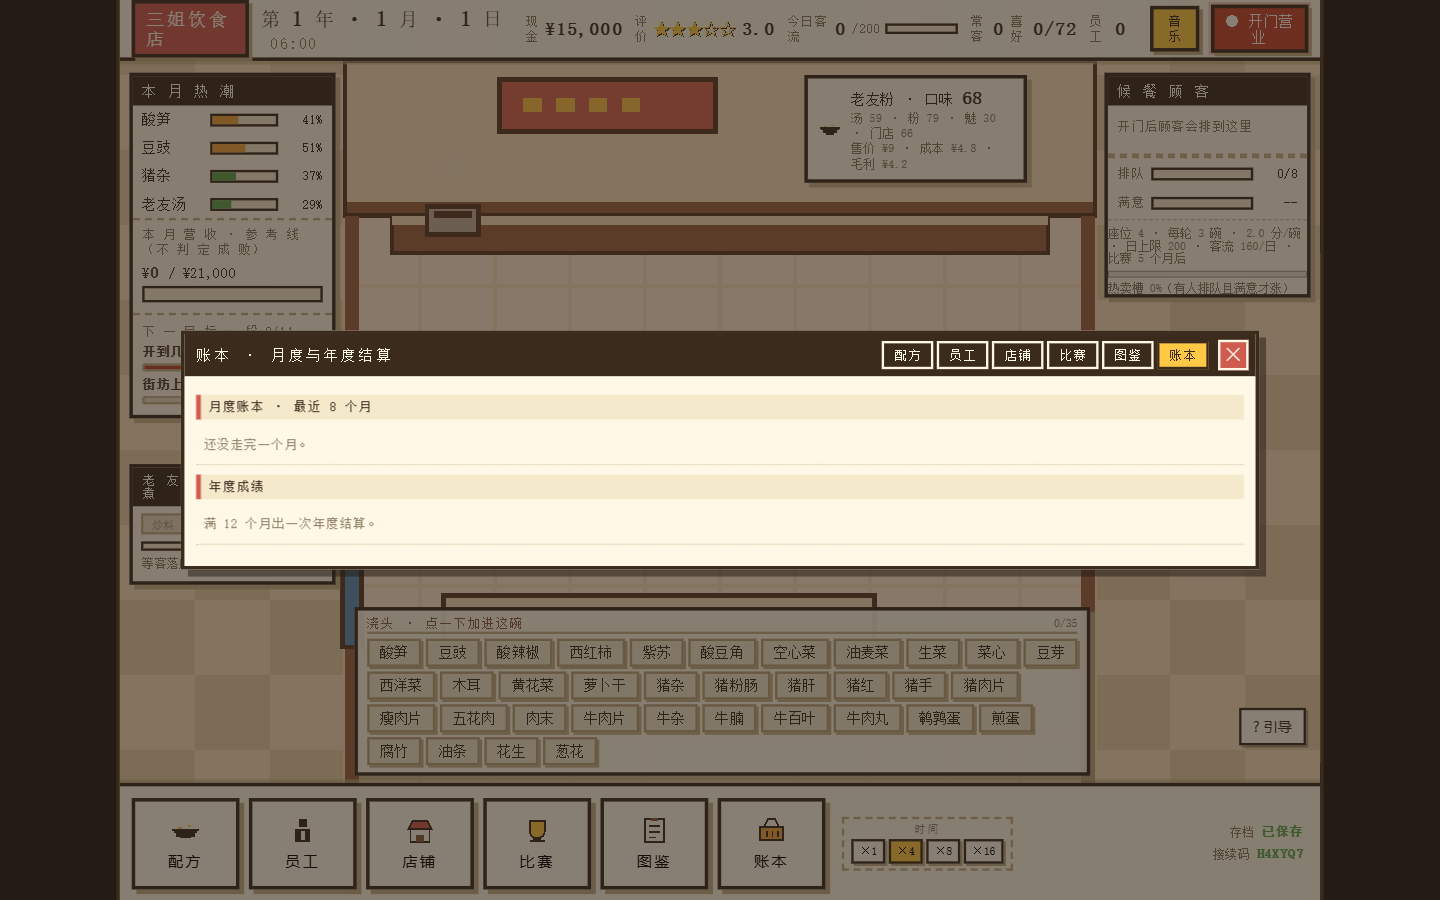 三姐饮食
店
第 1 年 · 1 月 · 1 日
06:00
现金 ¥15,000
评价 ★★★☆☆ 3.0
今日客流 0 /200
常客 0
喜好 0/72
员工 0
音乐
开门营业
本月热潮
酸笋 41%
豆豉 51%
猪杂 37%
老友汤 29%
本月营收 · 参考线
（不判定成败）
¥0 / ¥21,000
开到几
街坊上
老友
煮
炒料
等客落
老友粉 · 口味 68
汤 59 · 粉 79 · 魅 30
· 门店 66
售价 ¥9 · 成本 ¥4.8 ·
毛利 ¥4.2
候餐顾客
开门后顾客会排到这里
排队 0/8
满意 --
座位 4 · 每轮 3 碗 · 2.0 分/碗
· 日上限 200 · 客流 160/日 ·
比赛 5 个月后
热卖槽 0%（有人排队且满意才涨）
账本 · 月度与年度结算
配方 员工 店铺 比赛 图鉴 账本
月度账本 · 最近 8 个月
还没走完一个月。
年度成绩
满 12 个月出一次年度结算。
浇头 · 点一下加进这碗 0/35
酸笋 豆豉 酸辣椒 西红柿 紫苏 酸豆角 空心菜 油麦菜 生菜 菜心 豆芽
西洋菜 木耳 黄花菜 萝卜干 猪杂 猪粉肠 猪肝 猪红 猪手 猪肉片
瘦肉片 五花肉 肉末 牛肉片 牛杂 牛腩 牛百叶 牛肉丸 鹌鹑蛋 煎蛋
腐竹 油条 花生 葱花
?引导
配方 员工 店铺 比赛 图鉴 账本
时间
×1 ×4 ×8 ×16
存档 已保存
接续码 H4XYQ7